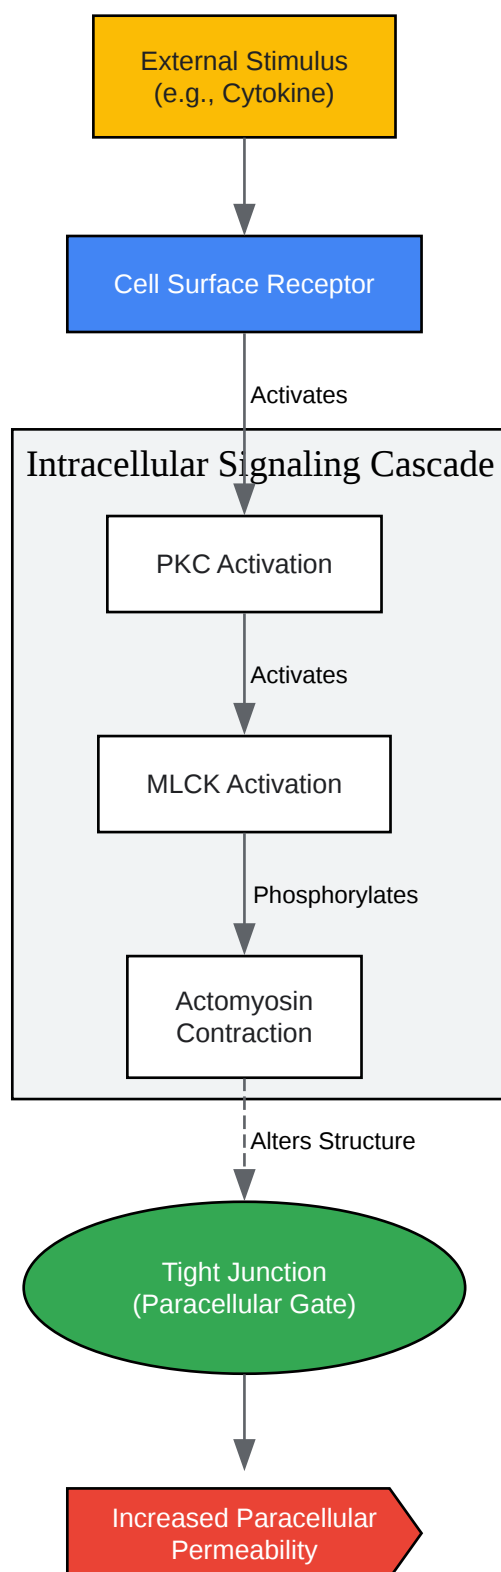 External Stimulus
(e.g., Cytokine)
Cell Surface Receptor
Activates
Intracellular Signaling Cascade
PKC Activation
Activates
MLCK Activation
Phosphorylates
Actomyosin
Contraction
Alters Structure
Tight Junction
(Paracellular Gate)
Increased Paracellular
Permeability